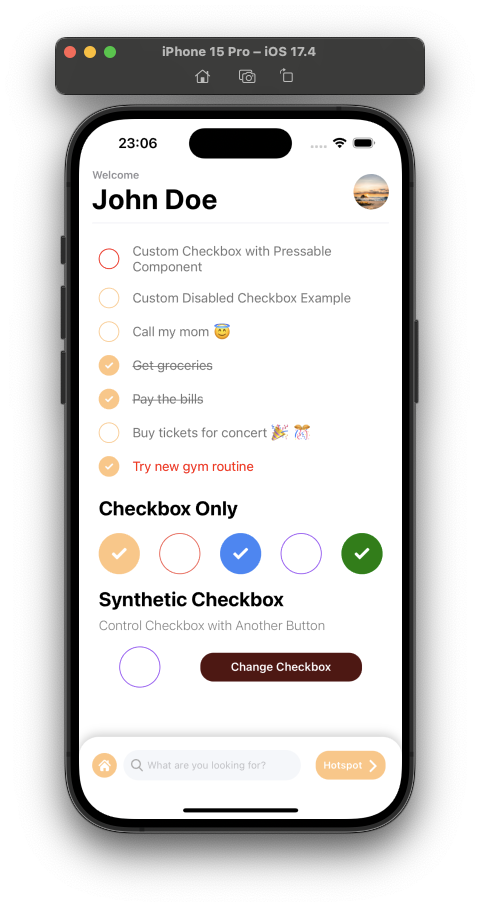 iPhone 15 Pro – iOS 17.4
23:06
Welcome
John Doe
Custom Checkbox with Pressable
Component
Custom Disabled Checkbox Example
Call my mom 😇
Get groceries
Pay the bills
Buy tickets for concert 🎉 🎊
Try new gym routine
Checkbox Only
Synthetic Checkbox
Control Checkbox with Another Button
Change Checkbox
What are you looking for?
Hotspot